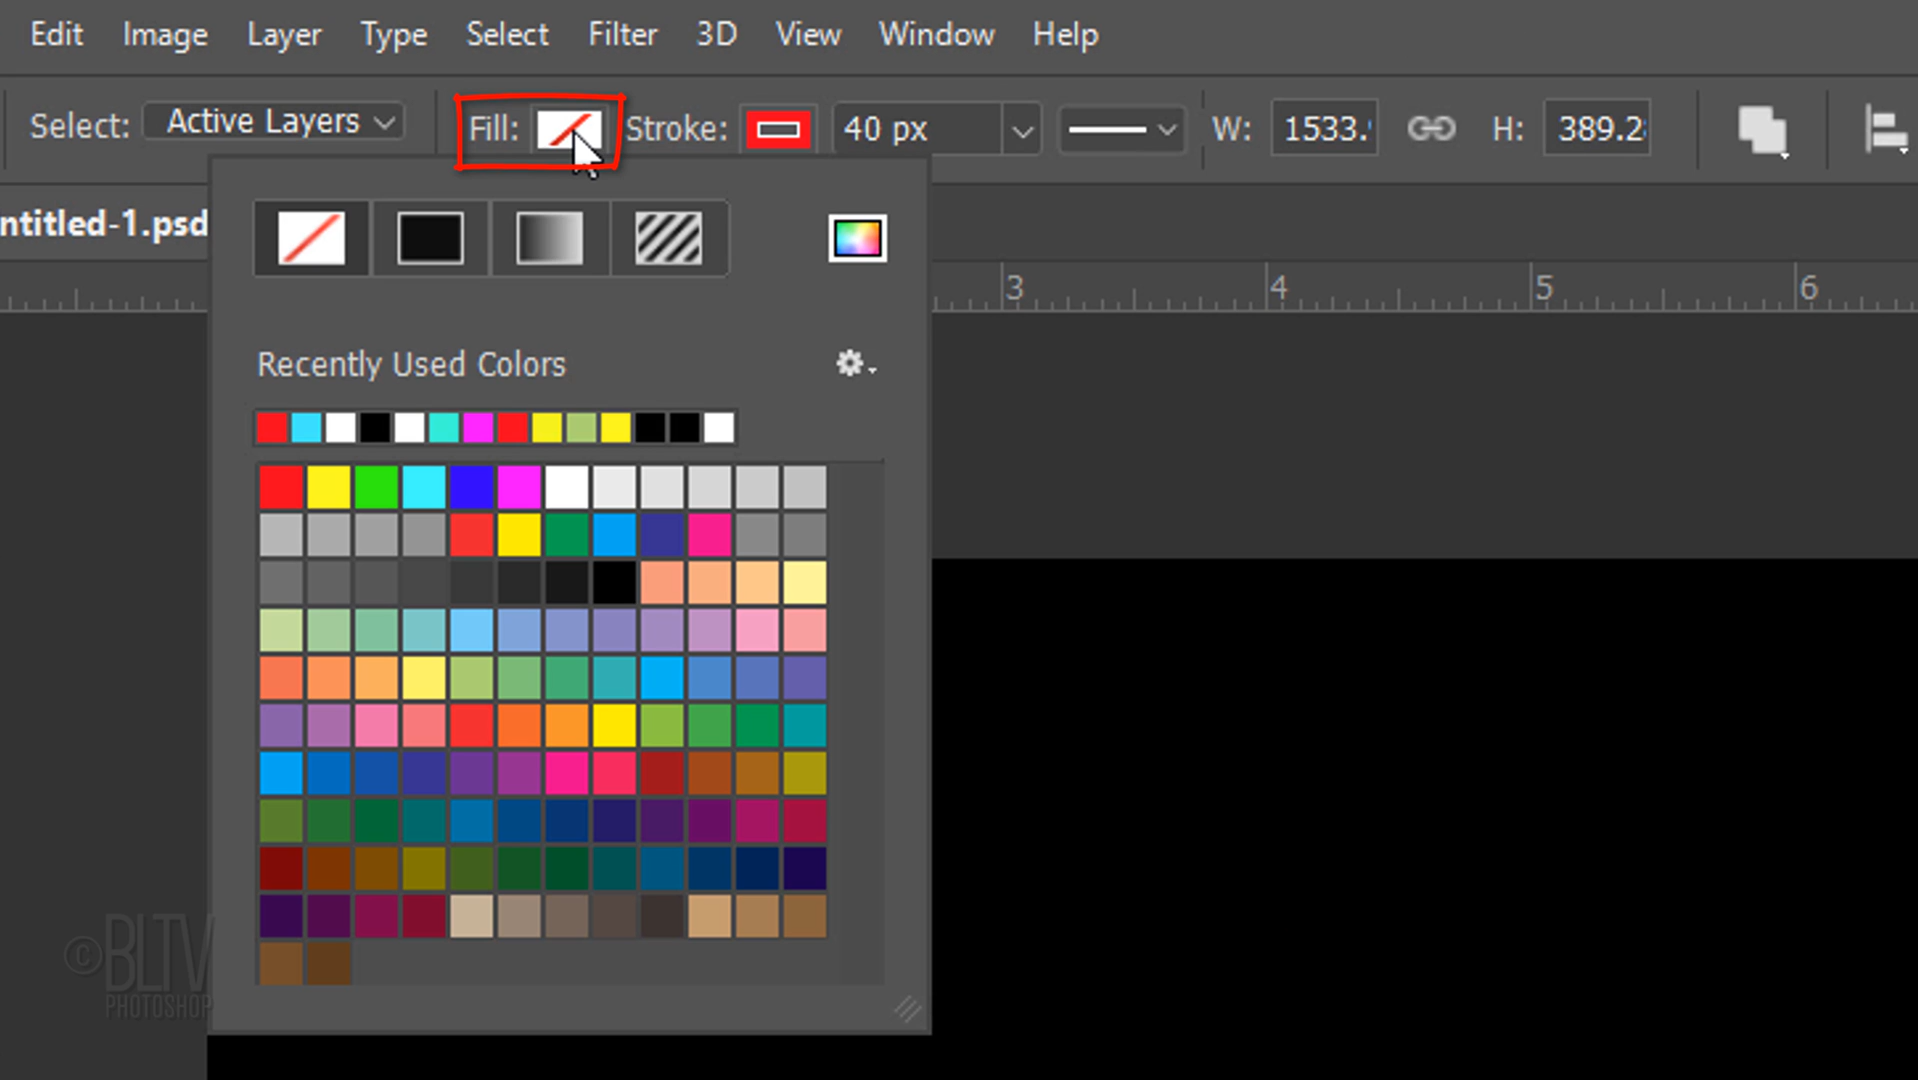 Edit Image Layer Type Select Filter 3D View Window Help
Select: Active Layers Fill: Stroke: 40 px W: 1533. H: 389.2
ntitled-1.psd
3 4 5 6
Recently Used Colors
©BLTV
PHOTOSHOP